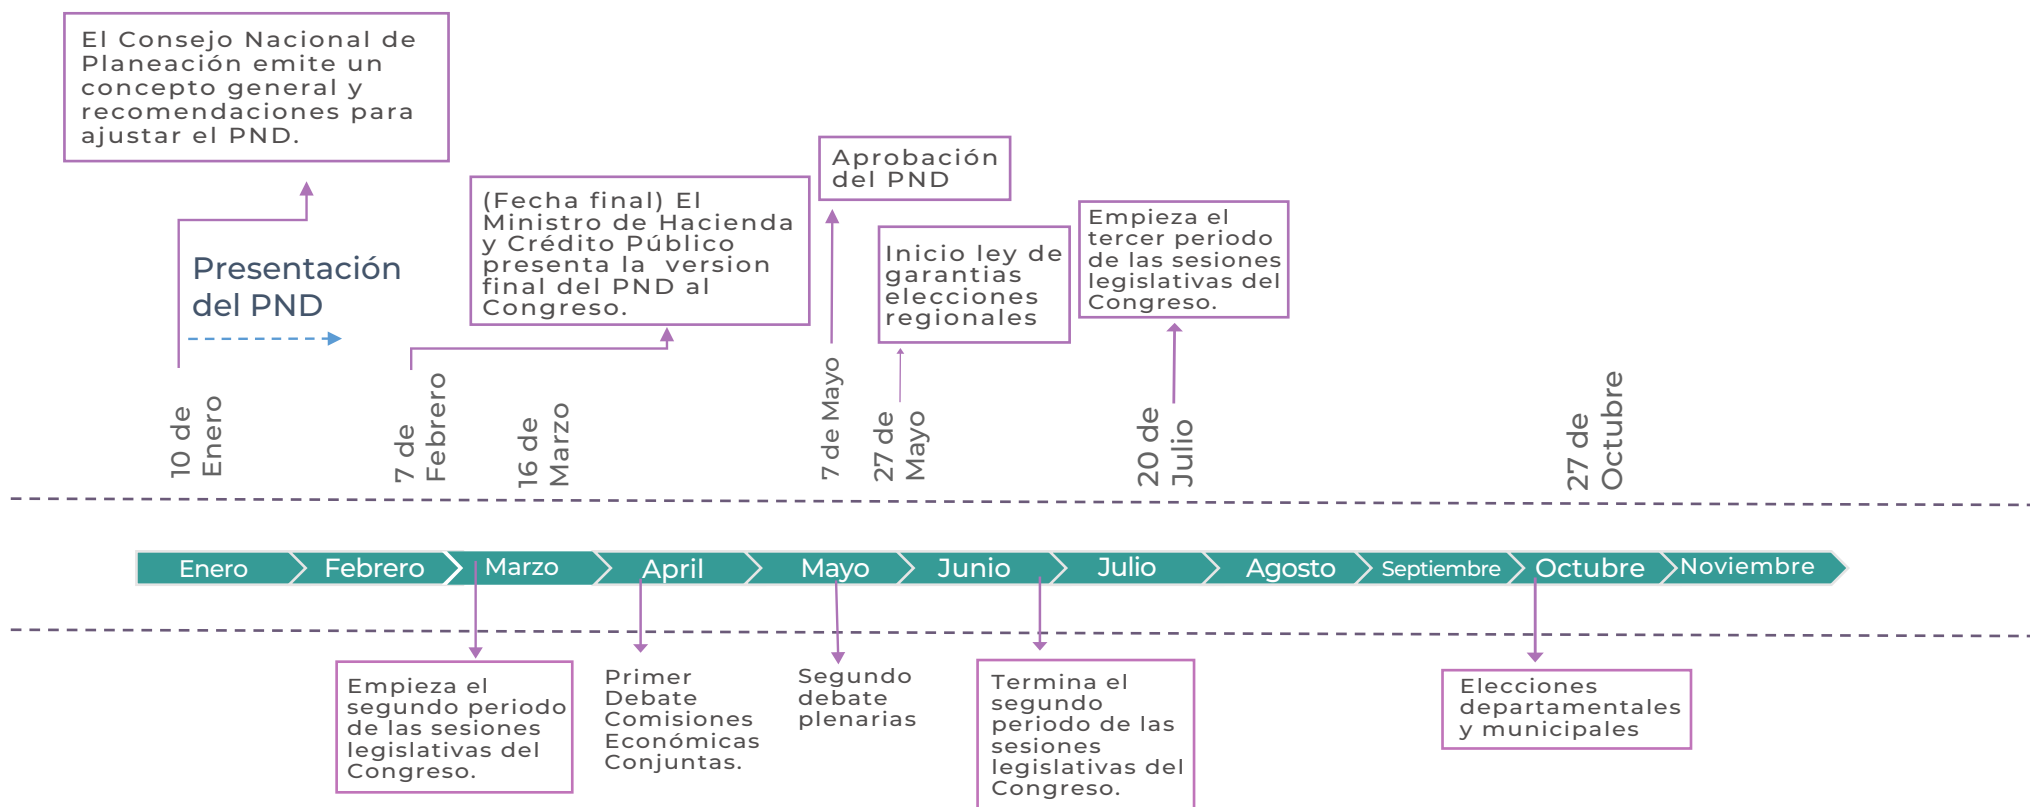 El Consejo Nacional de
Planeación emite un
concepto general y
recomendaciones para
ajustar el PND.
Presentación
del PND
(Fecha final) El
Ministro de Hacienda
y Crédito Público
presenta la version
final del PND al
Congreso.
Aprobación
del PND
Inicio ley de
garantias
elecciones
regionales
Empieza el
tercer periodo
de las sesiones
legislativas del
Congreso.
10 de
Enero
7 de
Febrero
16 de
Marzo
7 de Mayo
27 de
Mayo
20 de
Julio
27 de
Octubre
Enero
Febrero
Marzo
April
Mayo
Junio
Julio
Agosto
Septiembre
Octubre
Noviembre
Empieza el
segundo periodo
de las sesiones
legislativas del
Congreso.
Primer
Debate
Comisiones
Económicas
Conjuntas.
Segundo
debate
plenarias
Termina el
segundo
periodo de las
sesiones
legislativas del
Congreso.
Elecciones
departamentales
y municipales